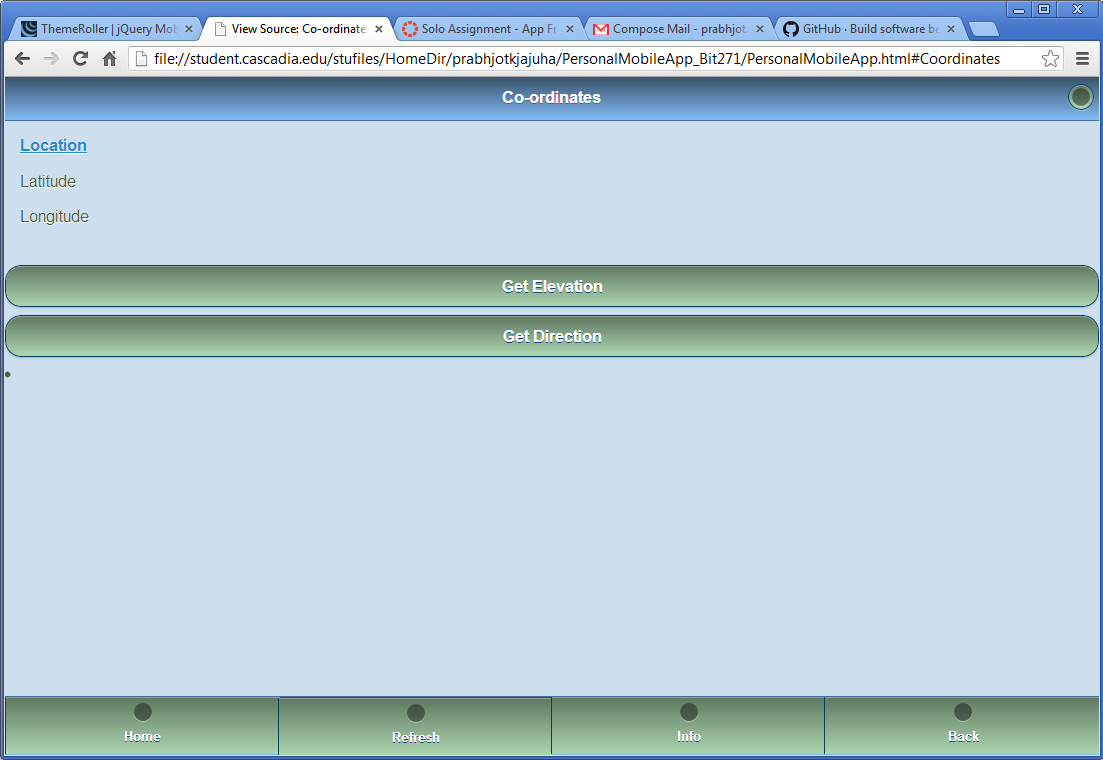 ThemeRoller | jQuery Mob
View Source: Co-ordinate
Solo Assignment - App Fr
Compose Mail - prabhjot.
GitHub · Build software be
file://student.cascadia.edu/stufiles/HomeDir/prabhjotkjajuha/PersonalMobileApp_Bit271/PersonalMobileApp.html#Coordinates
Co-ordinates
Location
Latitude
Longitude
Get Elevation
Get Direction
Home
Refresh
Info
Back